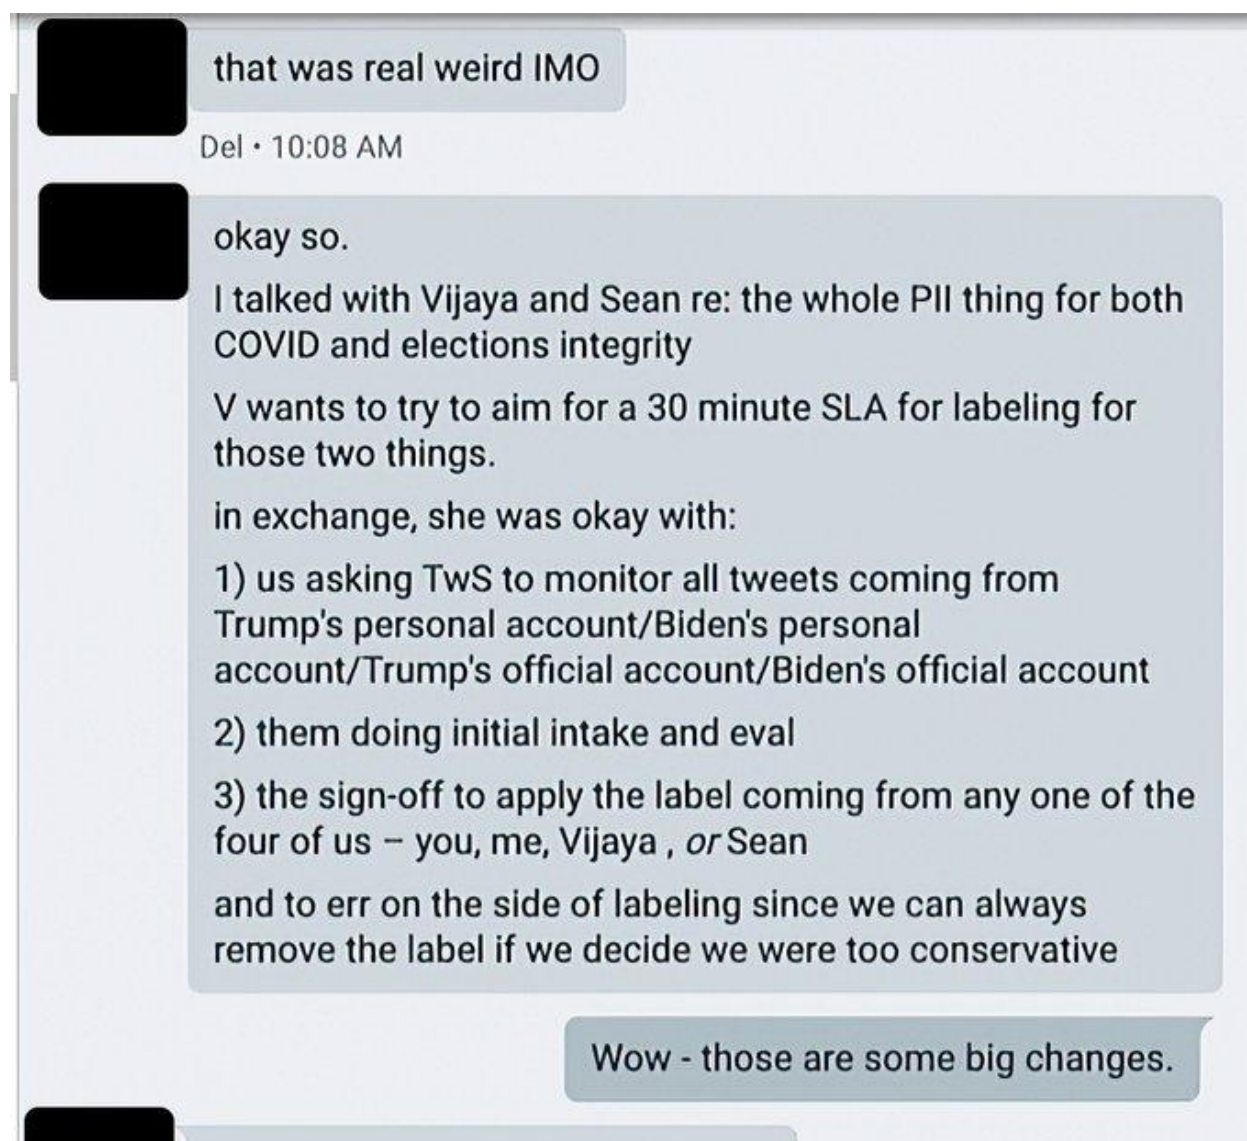 that was real weird IMO
Del • 10:08 AM
okay so.
I talked with Vijaya and Sean re: the whole PII thing for both
COVID and elections integrity
V wants to try to aim for a 30 minute SLA for labeling for
those two things.
in exchange, she was okay with:
1) us asking TwS to monitor all tweets coming from
Trump's personal account/Biden's personal
account/Trump's official account/Biden's official account
2) them doing initial intake and eval
3) the sign-off to apply the label coming from any one of the
four of us – you, me, Vijaya , or Sean
and to err on the side of labeling since we can always
remove the label if we decide we were too conservative
Wow - those are some big changes.